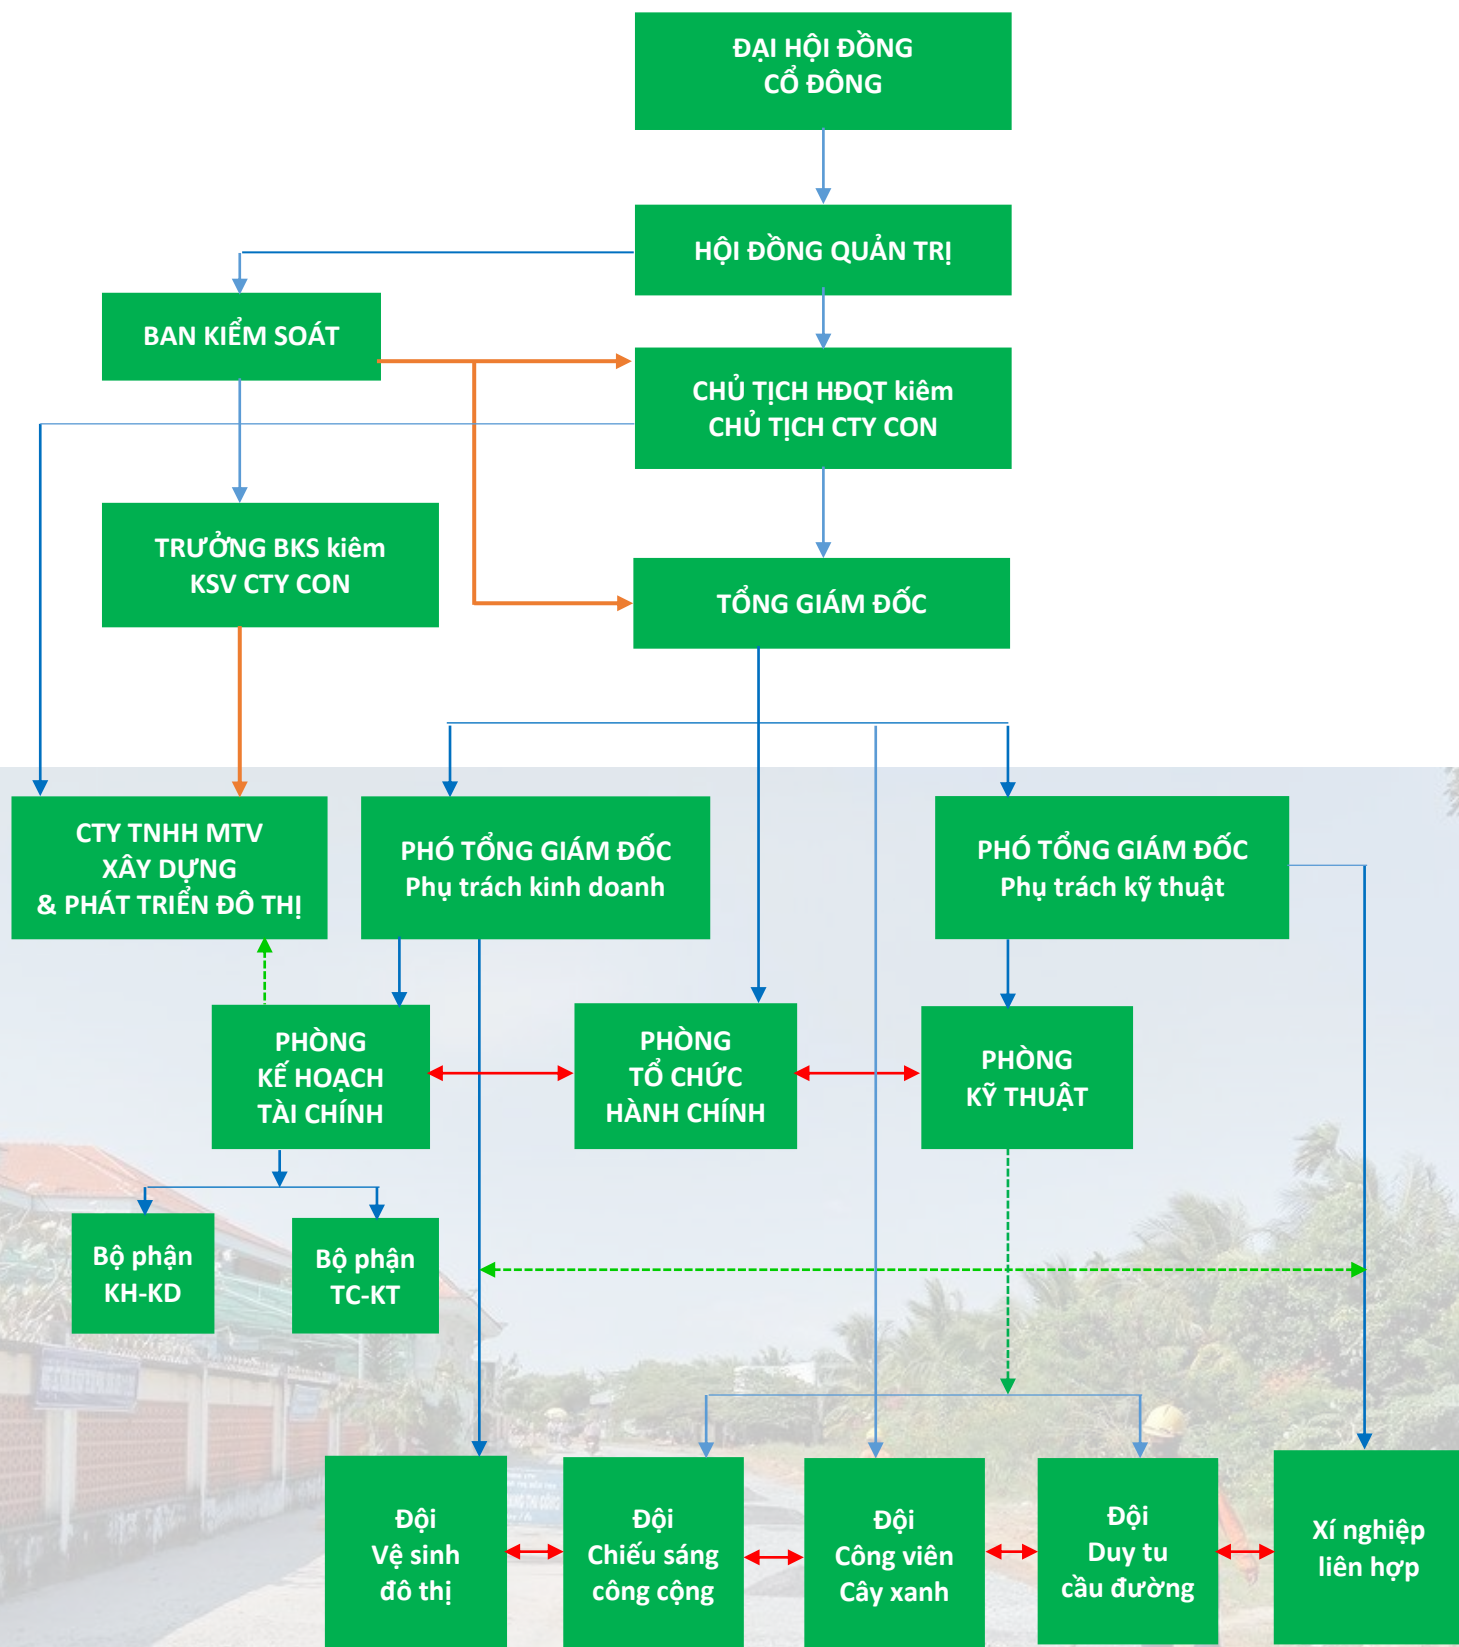 ĐẠI HỘI ĐỒNG
CỔ ĐÔNG
HỘI ĐỒNG QUẢN TRỊ
BAN KIỂM SOÁT
CHỦ TỊCH HĐQT kiêm
CHỦ TỊCH CTY CON
TRƯỞNG BKS kiêm
KSV CTY CON
TỔNG GIÁM ĐỐC
CTY TNHH MTV
XÂY DỰNG
& PHÁT TRIỂN ĐÔ THỊ
PHÓ TỔNG GIÁM ĐỐC
Phụ trách kinh doanh
PHÓ TỔNG GIÁM ĐỐC
Phụ trách kỹ thuật
PHÒNG
KẾ HOẠCH
TÀI CHÍNH
PHÒNG
TỔ CHỨC
HÀNH CHÍNH
PHÒNG
KỸ THUẬT
Bộ phận
KH-KD
Bộ phận
TC-KT
Đội
Vệ sinh
đô thị
Đội
Chiếu sáng
công cộng
Đội
Công viên
Cây xanh
Đội
Duy tu
cầu đường
Xí nghiệp
liên hợp